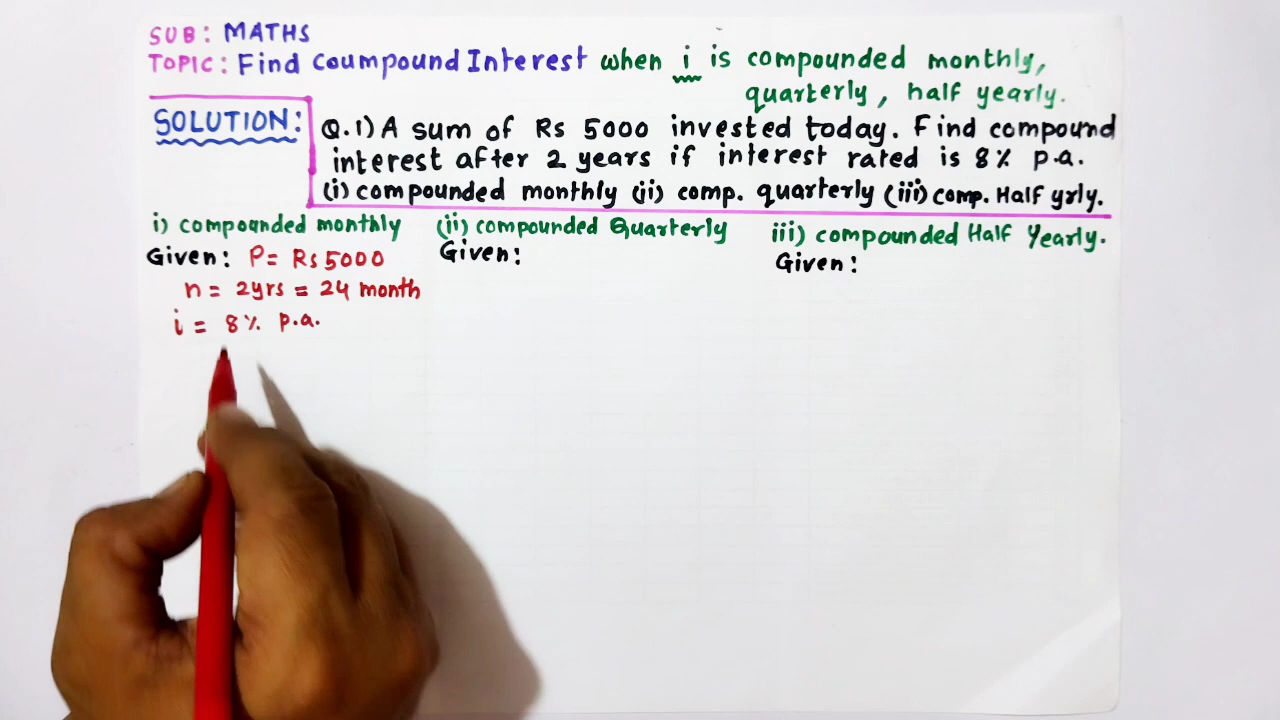 SUB: MATHS
TOPIC: Find Coumpound Interest when i is compounded monthly,
quarterly, half yearly.
SOLUTION:
Q.1) A sum of Rs 5000 invested today. Find compound
interest after 2 years if interest rated is 8% p.a.
(i) compounded monthly (ii) comp. quarterly (iii) comp. Half yrly.
i) compounded monthly
Given: P= Rs 5000
n = 2yrs = 24 month
i = 8% p.a.
(ii) compounded Quarterly
Given:
iii) compounded Half Yearly.
Given: